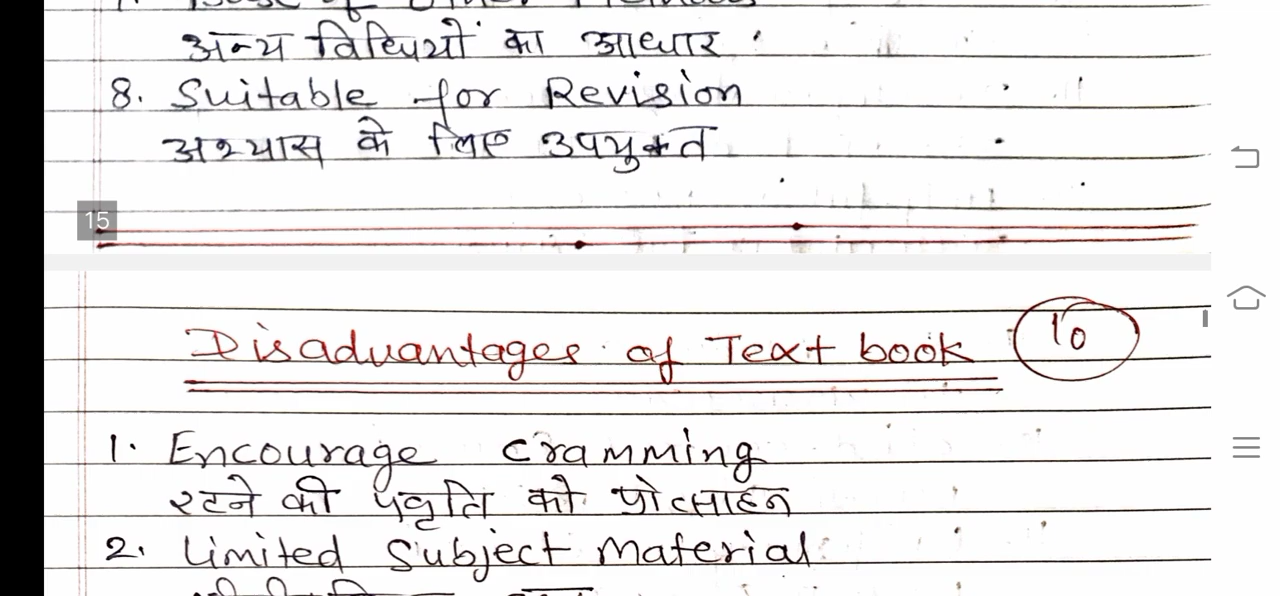 अन्य विधियों का आधार
8. Suitable for Revision
अभ्यास के लिए उपयुक्त
15
Disadvantages of Text book 10
1. Encourage cramming
रटने की प्रवृति को प्रोत्साहन
2. Limited Subject Material